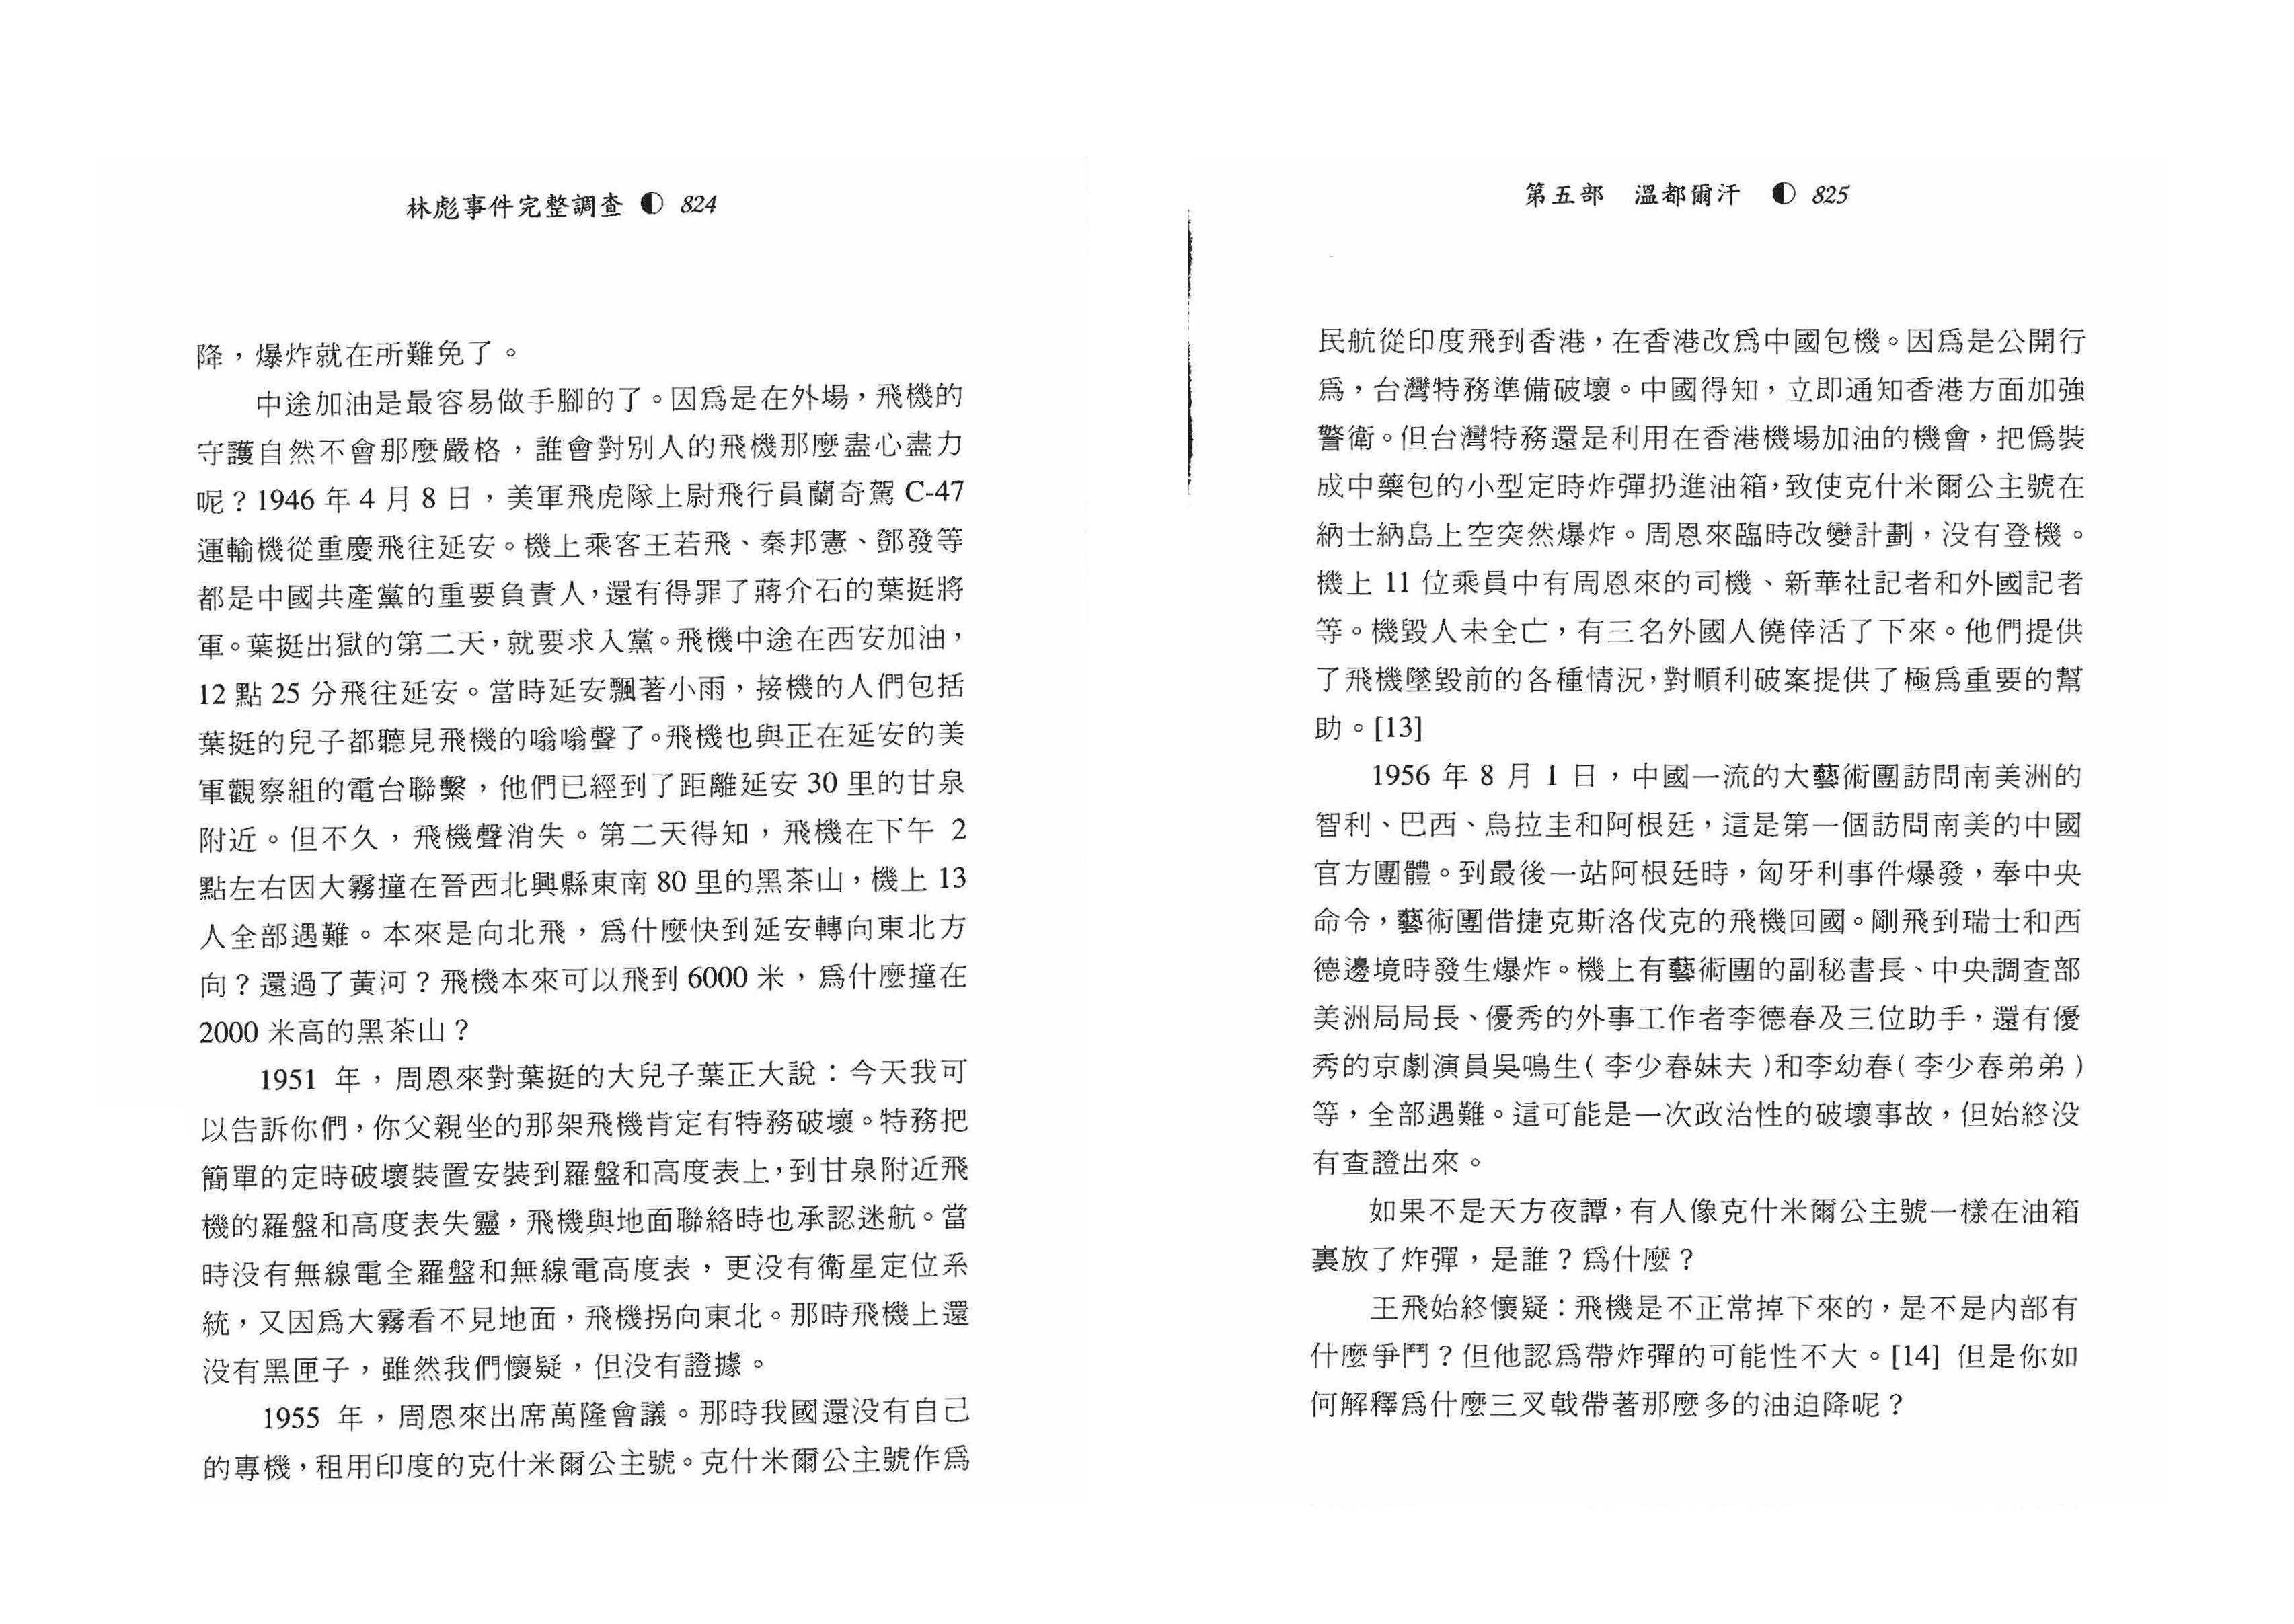 林彪事件完整調查 ◐ 824
降，爆炸就在所難免了。
中途加油是最容易做手腳的了。因爲是在外場，飛機的
守護自然不會那麼嚴格，誰會對別人的飛機那麼盡心盡力
呢？1946 年 4 月 8 日，美軍飛虎隊上尉飛行員蘭奇駕 C-47
運輸機從重慶飛往延安。機上乘客王若飛、秦邦憲、鄧發等
都是中國共產黨的重要負責人，還有得罪了蔣介石的葉挺將
軍。葉挺出獄的第二天，就要求入黨。飛機中途在西安加油，
12 點 25 分飛往延安。當時延安飄著小雨，接機的人們包括
葉挺的兒子都聽見飛機的嗡嗡聲了。飛機也與正在延安的美
軍觀察組的電台聯繫，他們已經到了距離延安 30 里的甘泉
附近。但不久，飛機聲消失。第二天得知，飛機在下午 2
點左右因大霧撞在晉西北興縣東南 80 里的黑茶山，機上 13
人全部遇難。本來是向北飛，爲什麼快到延安轉向東北方
向？還過了黃河？飛機本來可以飛到 6000 米，爲什麼撞在
2000 米高的黑茶山？
1951 年，周恩來對葉挺的大兒子葉正大說：今天我可
以告訴你們，你父親坐的那架飛機肯定有特務破壞。特務把
簡單的定時破壞裝置安裝到羅盤和高度表上，到甘泉附近飛
機的羅盤和高度表失靈，飛機與地面聯絡時也承認迷航。當
時没有無線電全羅盤和無線電高度表，更没有衛星定位系
統，又因爲大霧看不見地面，飛機拐向東北。那時飛機上還
没有黑匣子，雖然我們懷疑，但没有證據。
1955 年，周恩來出席萬隆會議。那時我國還没有自己
的專機，租用印度的克什米爾公主號。克什米爾公主號作爲
第五部 溫都爾汗 ◐ 825
民航從印度飛到香港，在香港改爲中國包機。因爲是公開行
爲，台灣特務準備破壞。中國得知，立即通知香港方面加強
警衛。但台灣特務還是利用在香港機場加油的機會，把僞裝
成中藥包的小型定時炸彈扔進油箱，致使克什米爾公主號在
納士納島上空突然爆炸。周恩來臨時改變計劃，没有登機。
機上 11 位乘員中有周恩來的司機、新華社記者和外國記者
等。機毀人未全亡，有三名外國人僥倖活了下來。他們提供
了飛機墜毀前的各種情況，對順利破案提供了極爲重要的幫
助。[13]
1956 年 8 月 1 日，中國一流的大藝術團訪問南美洲的
智利、巴西、烏拉圭和阿根廷，這是第一個訪問南美的中國
官方團體。到最後一站阿根廷時，匈牙利事件爆發，奉中央
命令，藝術團借捷克斯洛伐克的飛機回國。剛飛到瑞士和西
德邊境時發生爆炸。機上有藝術團的副秘書長、中央調查部
美洲局局長、優秀的外事工作者李德春及三位助手，還有優
秀的京劇演員吳鳴生（李少春妹夫）和李幼春（李少春弟弟）
等，全部遇難。這可能是一次政治性的破壞事故，但始終没
有查證出來。
如果不是天方夜譚，有人像克什米爾公主號一樣在油箱
裏放了炸彈，是誰？爲什麼？
王飛始終懷疑：飛機是不正常掉下來的，是不是内部有
什麼爭鬥？但他認爲帶炸彈的可能性不大。[14] 但是你如
何解釋爲什麼三叉戟帶著那麼多的油迫降呢？